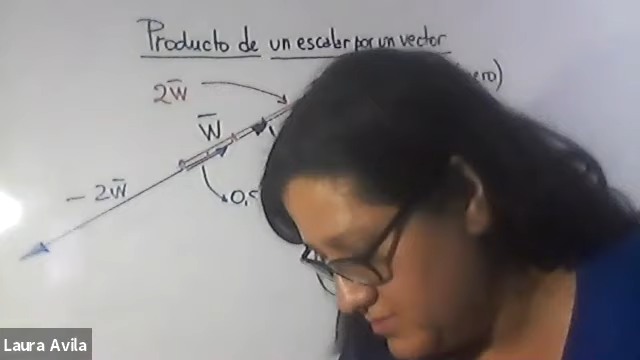 Producto de un escalar por un vector
2w̅
w̅
- 2w̅
Laura Avila